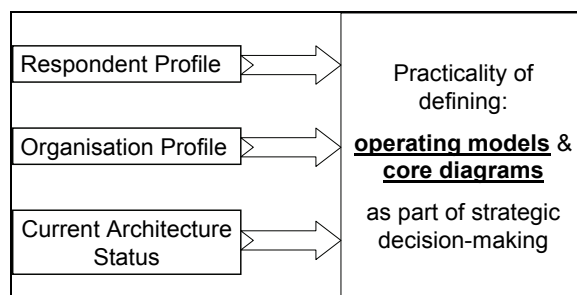 Respondent Profile
Organisation Profile
Current Architecture
Status
Practicality of
defining:
operating models &
core diagrams
as part of strategic
decision-making